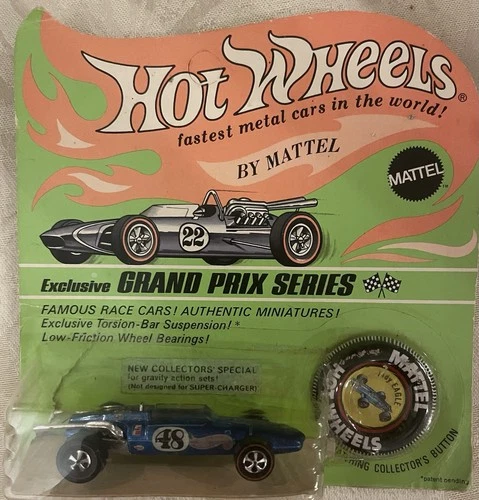 Hot Wheels®
fastest metal cars in the world!
BY MATTEL
MATTEL
22
Exclusive GRAND PRIX SERIES
FAMOUS RACE CARS! AUTHENTIC MINIATURES!
Exclusive Torsion-Bar Suspension!*
Low-Friction Wheel Bearings!
NEW COLLECTORS' SPECIAL
for gravity action sets!
(Not designed for SUPER-CHARGER)
48
MATTEL
HOT WHEELS
EAGLE
COLLECTOR'S BUTTON
*patent pending